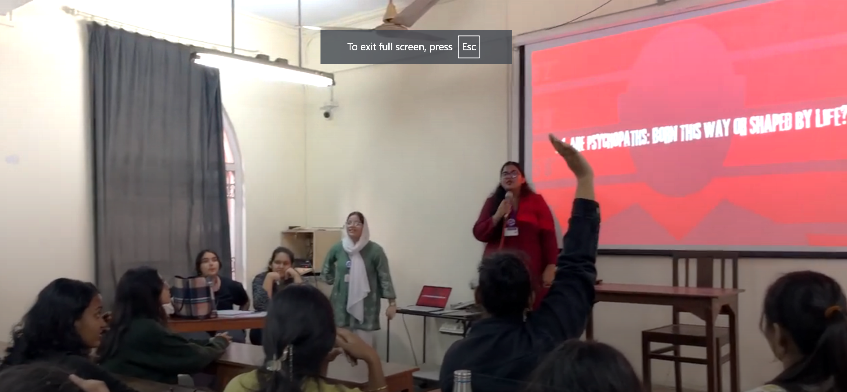 To exit full screen, press Esc
ARE PSYCHOPATHS: BORN THIS WAY OR SHAPED BY LIFE?